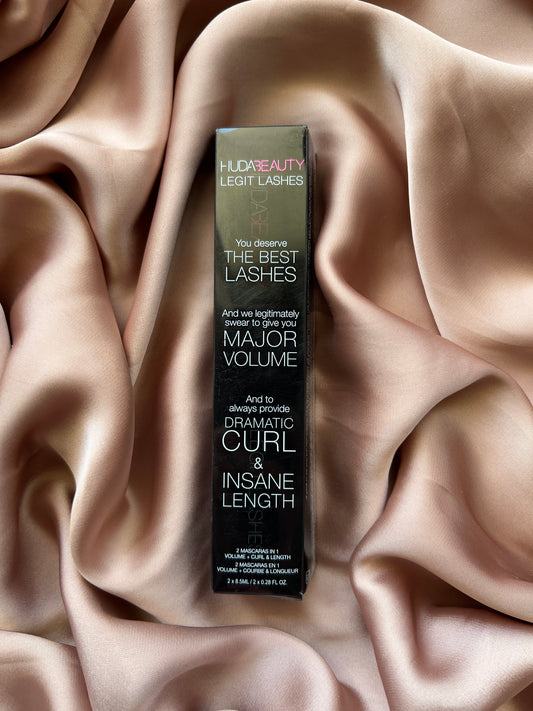 HUDABEAUTY
LEGIT LASHES
You deserve
THE BEST
LASHES
And we legitimately
swear to give you
MAJOR
VOLUME
And to
always provide
DRAMATIC
CURL
&
INSANE
LENGTH
2 MASCARAS IN 1
VOLUME + CURL & LENGTH
2 MASCARAS EN 1
VOLUME + COURBE & LONGUEUR
2 x 8.5ML / 2 x 0.28 FL OZ.